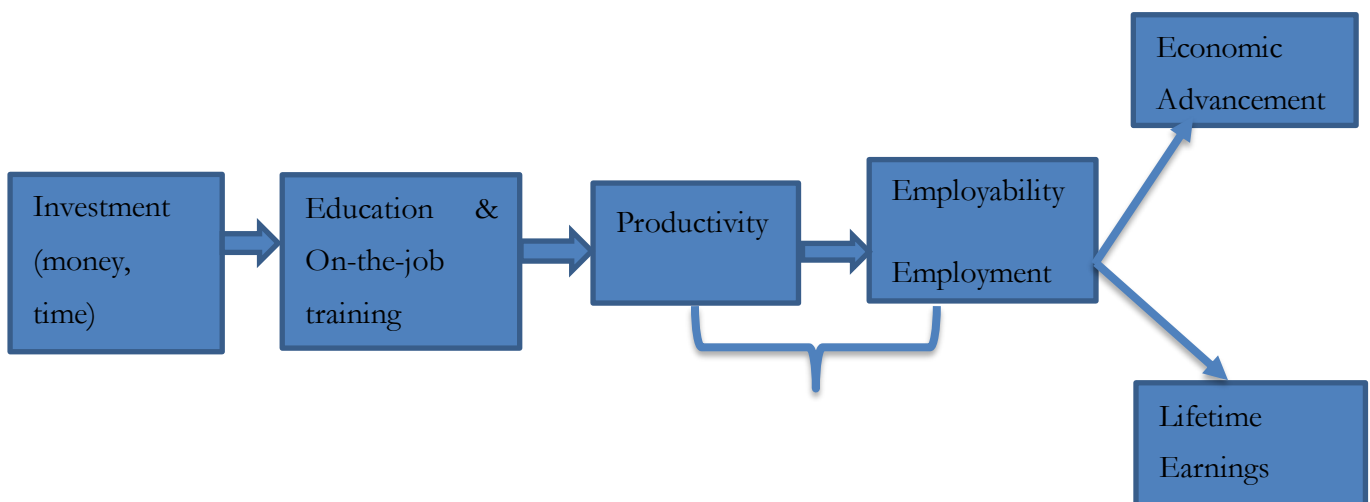 Investment
(money,
time)
Education &
On-the-job
training
Productivity
Employability
Employment
Economic
Advancement
Lifetime
Earnings